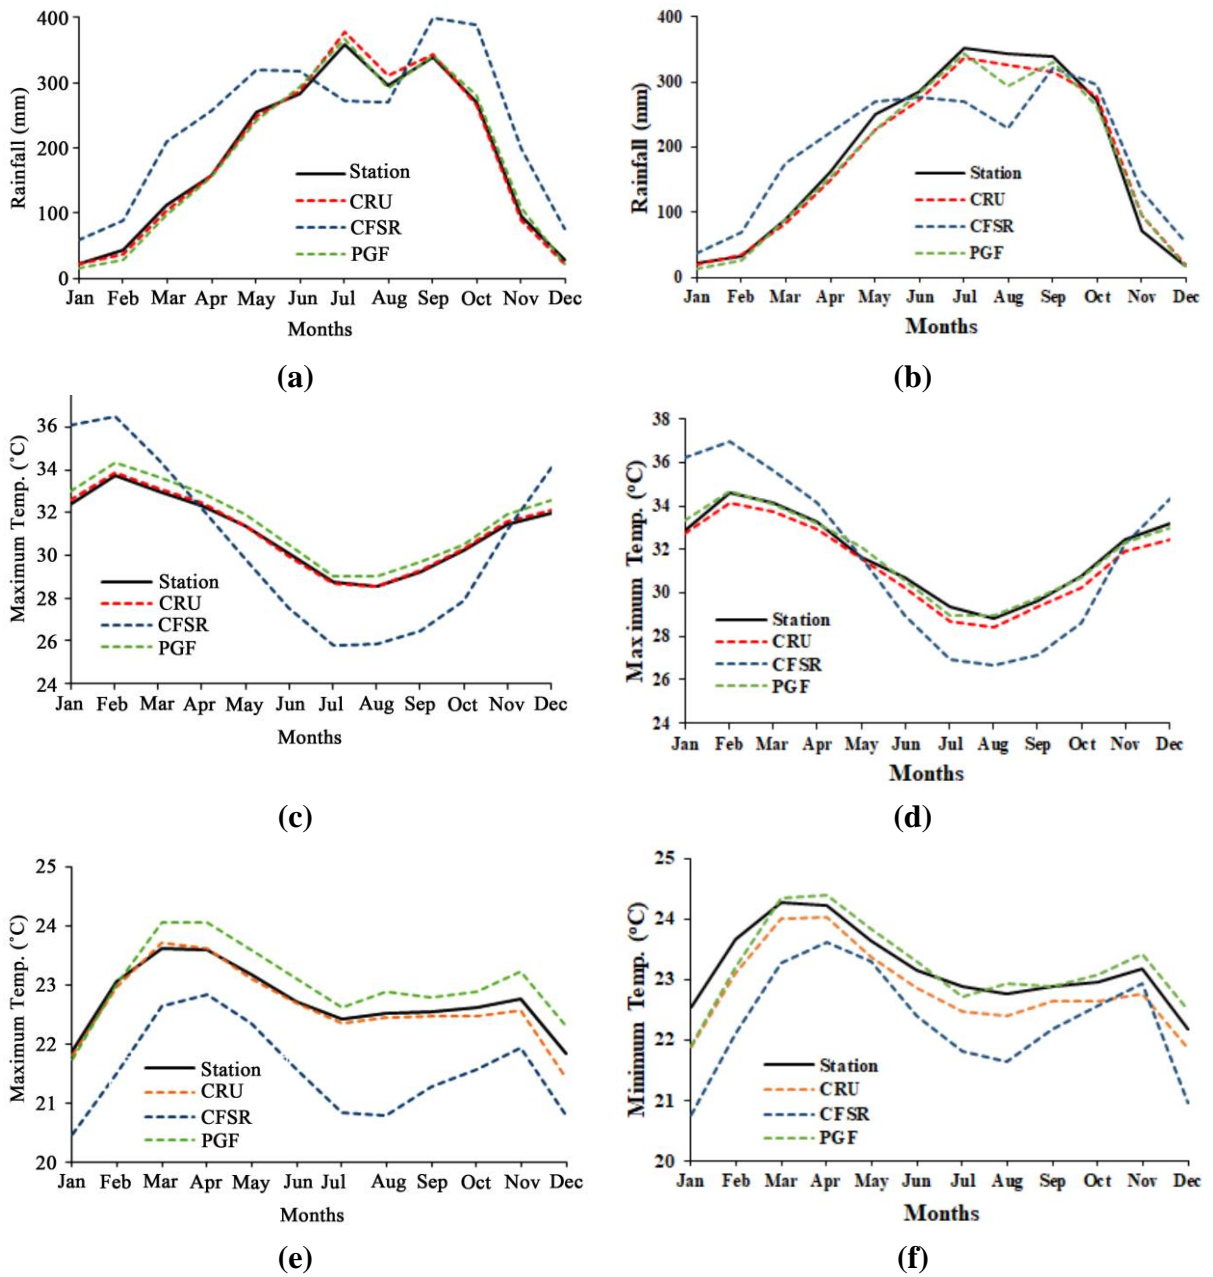 400
300
200
100
0
Rainfall (mm)
Station
CRU
CFSR
PGF
Jan Feb Mar Apr May Jun Jul Aug Sep Oct Nov Dec
Months
(a)
400
300
200
100
0
Rainfall (mm)
Station
CRU
CFSR
PGF
Jan Feb Mar Apr May Jun Jul Aug Sep Oct Nov Dec
Months
(b)
36
34
32
30
28
26
24
Maximum Temp. (°C)
Station
CRU
CFSR
PGF
Jan Feb Mar Apr May Jun Jul Aug Sep Oct Nov Dec
Months
(c)
38
36
34
32
30
28
26
24
Max imum Temp. (°C)
Station
CRU
CFSR
PGF
Jan Feb Mar Apr May Jun Jul Aug Sep Oct Nov Dec
Months
(d)
25
24
23
22
21
20
Maximum Temp. (°C)
Station
CRU
CFSR
PGF
Jan Feb Mar Apr May Jun Jul Aug Sep Oct Nov Dec
Months
(e)
25
24
23
22
21
20
Minimum Temp. (°C)
Station
CRU
CFSR
PGF
Jan Feb Mar Apr May Jun Jul Aug Sep Oct Nov Dec
Months
(f)